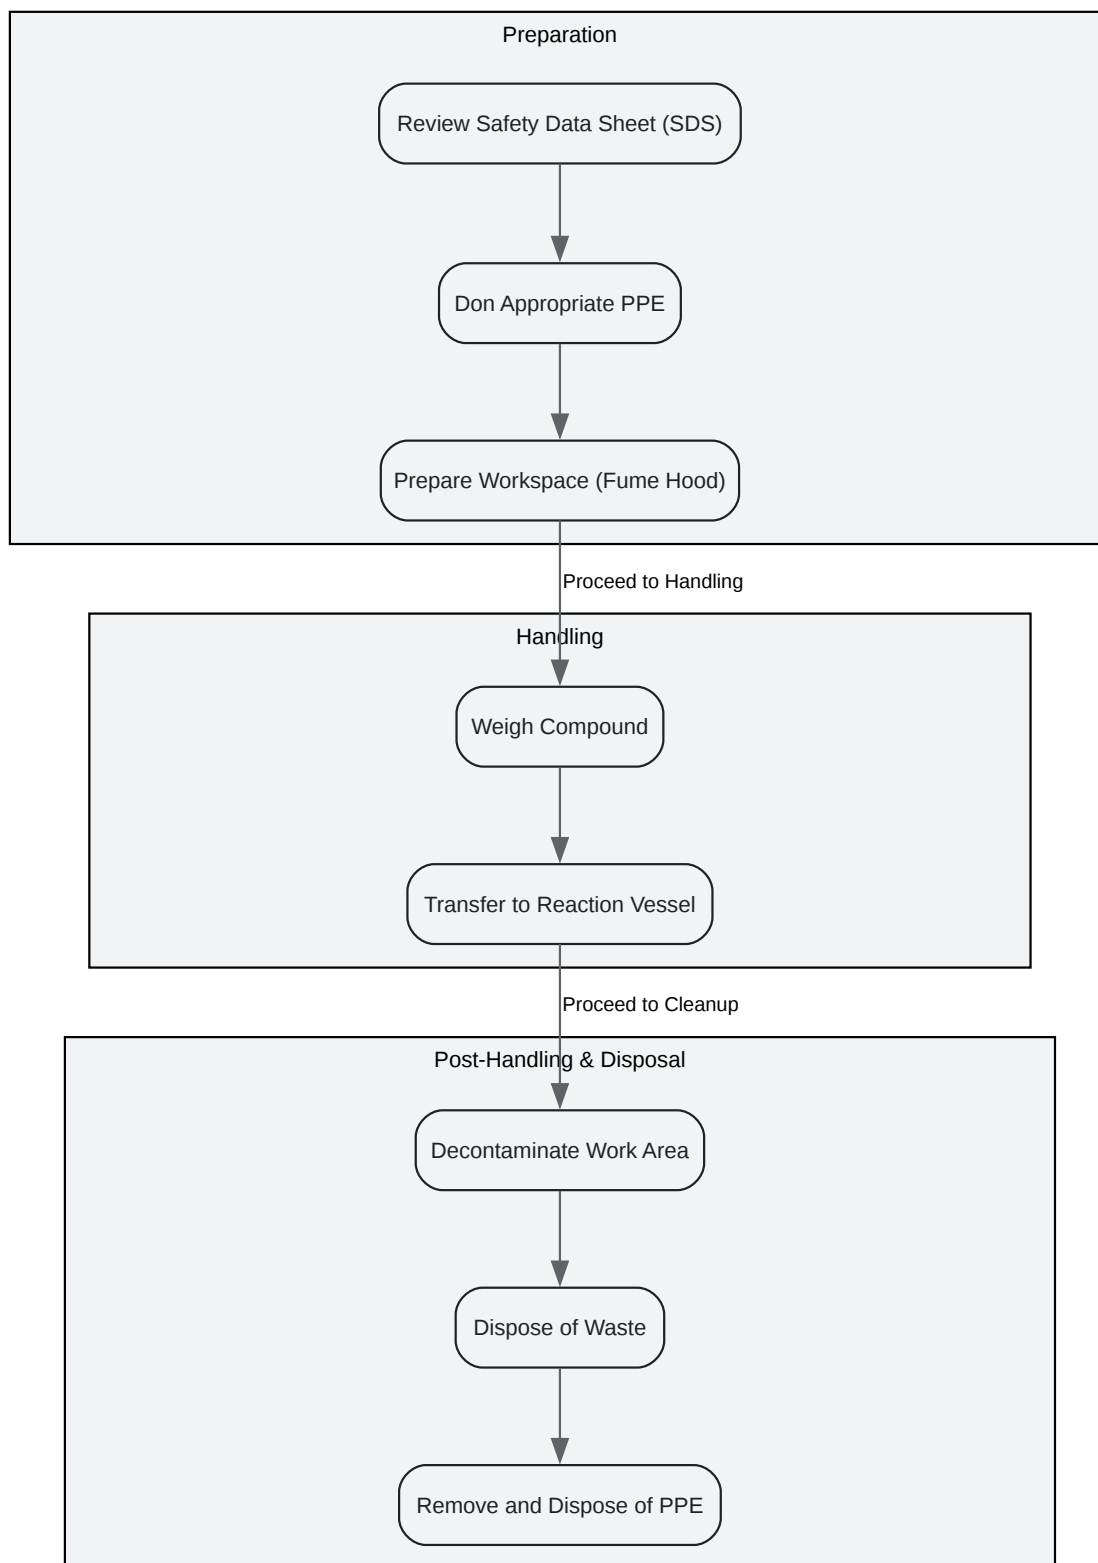 Preparation
Review Safety Data Sheet (SDS)
Don Appropriate PPE
Prepare Workspace (Fume Hood)
Proceed to Handling
Handling
Weigh Compound
Transfer to Reaction Vessel
Proceed to Cleanup
Post-Handling & Disposal
Decontaminate Work Area
Dispose of Waste
Remove and Dispose of PPE